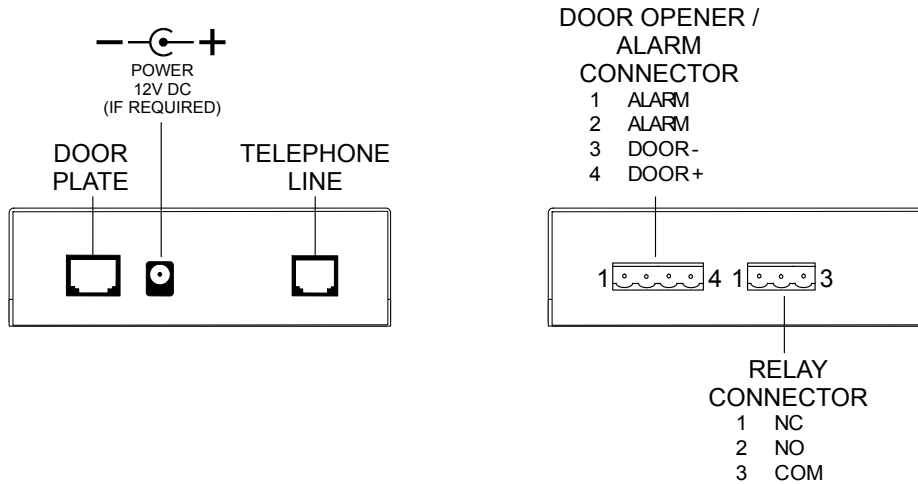 POWER
12V DC
(IF REQUIRED)
DOOR
PLATE
TELEPHONE
LINE
DOOR OPENER /
ALARM
CONNECTOR
1 ALARM
2 ALARM
3 DOOR-
4 DOOR+
1 4 1 3
RELAY
CONNECTOR
1 NC
2 NO
3 COM